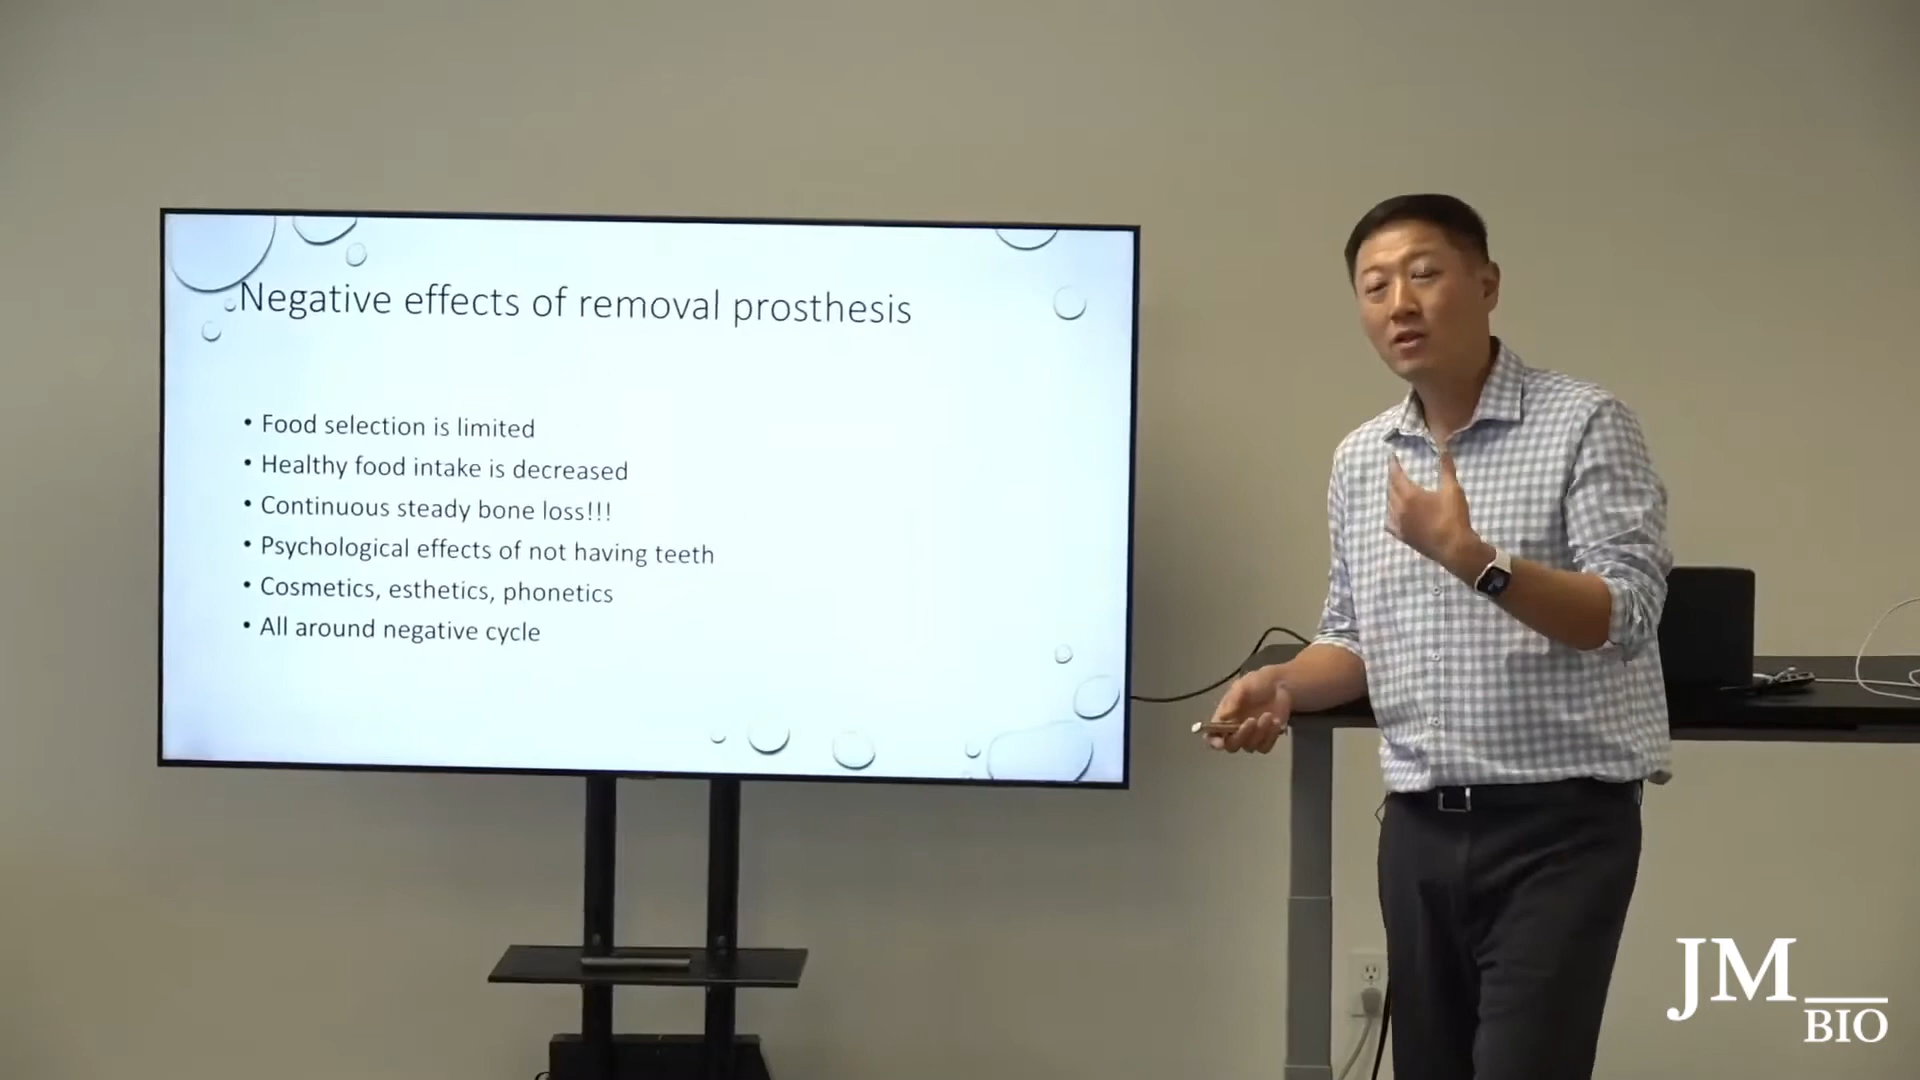 Negative effects of removal prosthesis
• Food selection is limited
• Healthy food intake is decreased
• Continuous steady bone loss!!!
• Psychological effects of not having teeth
• Cosmetics, esthetics, phonetics
• All around negative cycle
JM
BIO